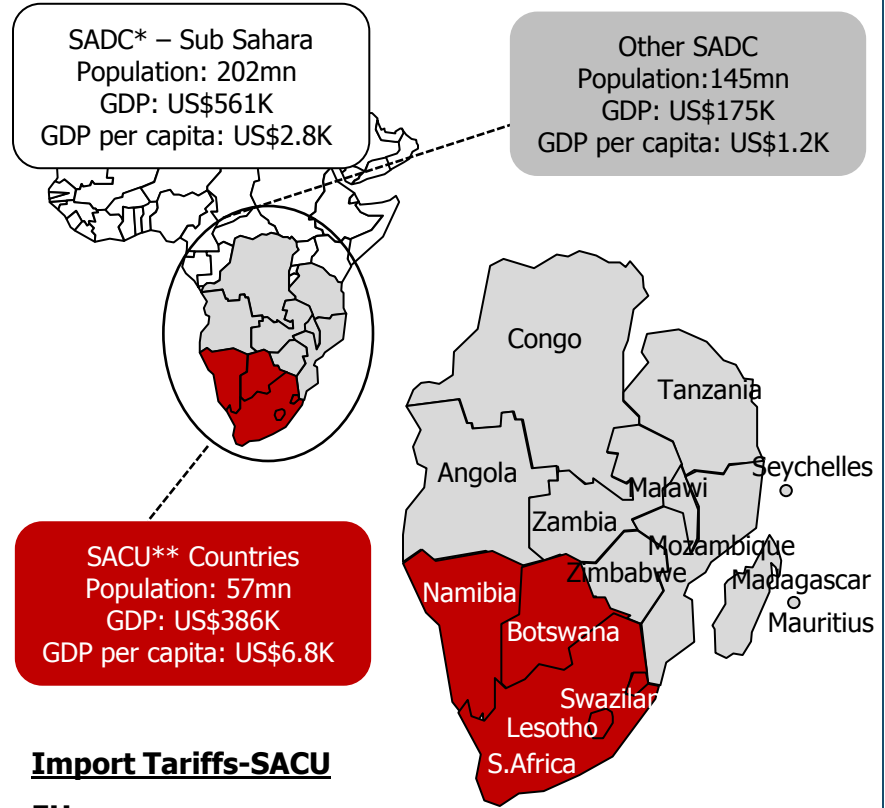 SADC* – Sub Sahara
Population: 202mn
GDP: US$561K
GDP per capita: US$2.8K
Other SADC
Population:145mn
GDP: US$175K
GDP per capita: US$1.2K
SACU** Countries
Population: 57mn
GDP: US$386K
GDP per capita: US$6.8K
Congo
Tanzania
Angola
Seychelles
Malawi
Zambia
Mozambique
Zimbabwe
Madagascar
Namibia
Mauritius
Botswana
Swazilan
Lesotho
S.Africa
Import Tariffs-SACU